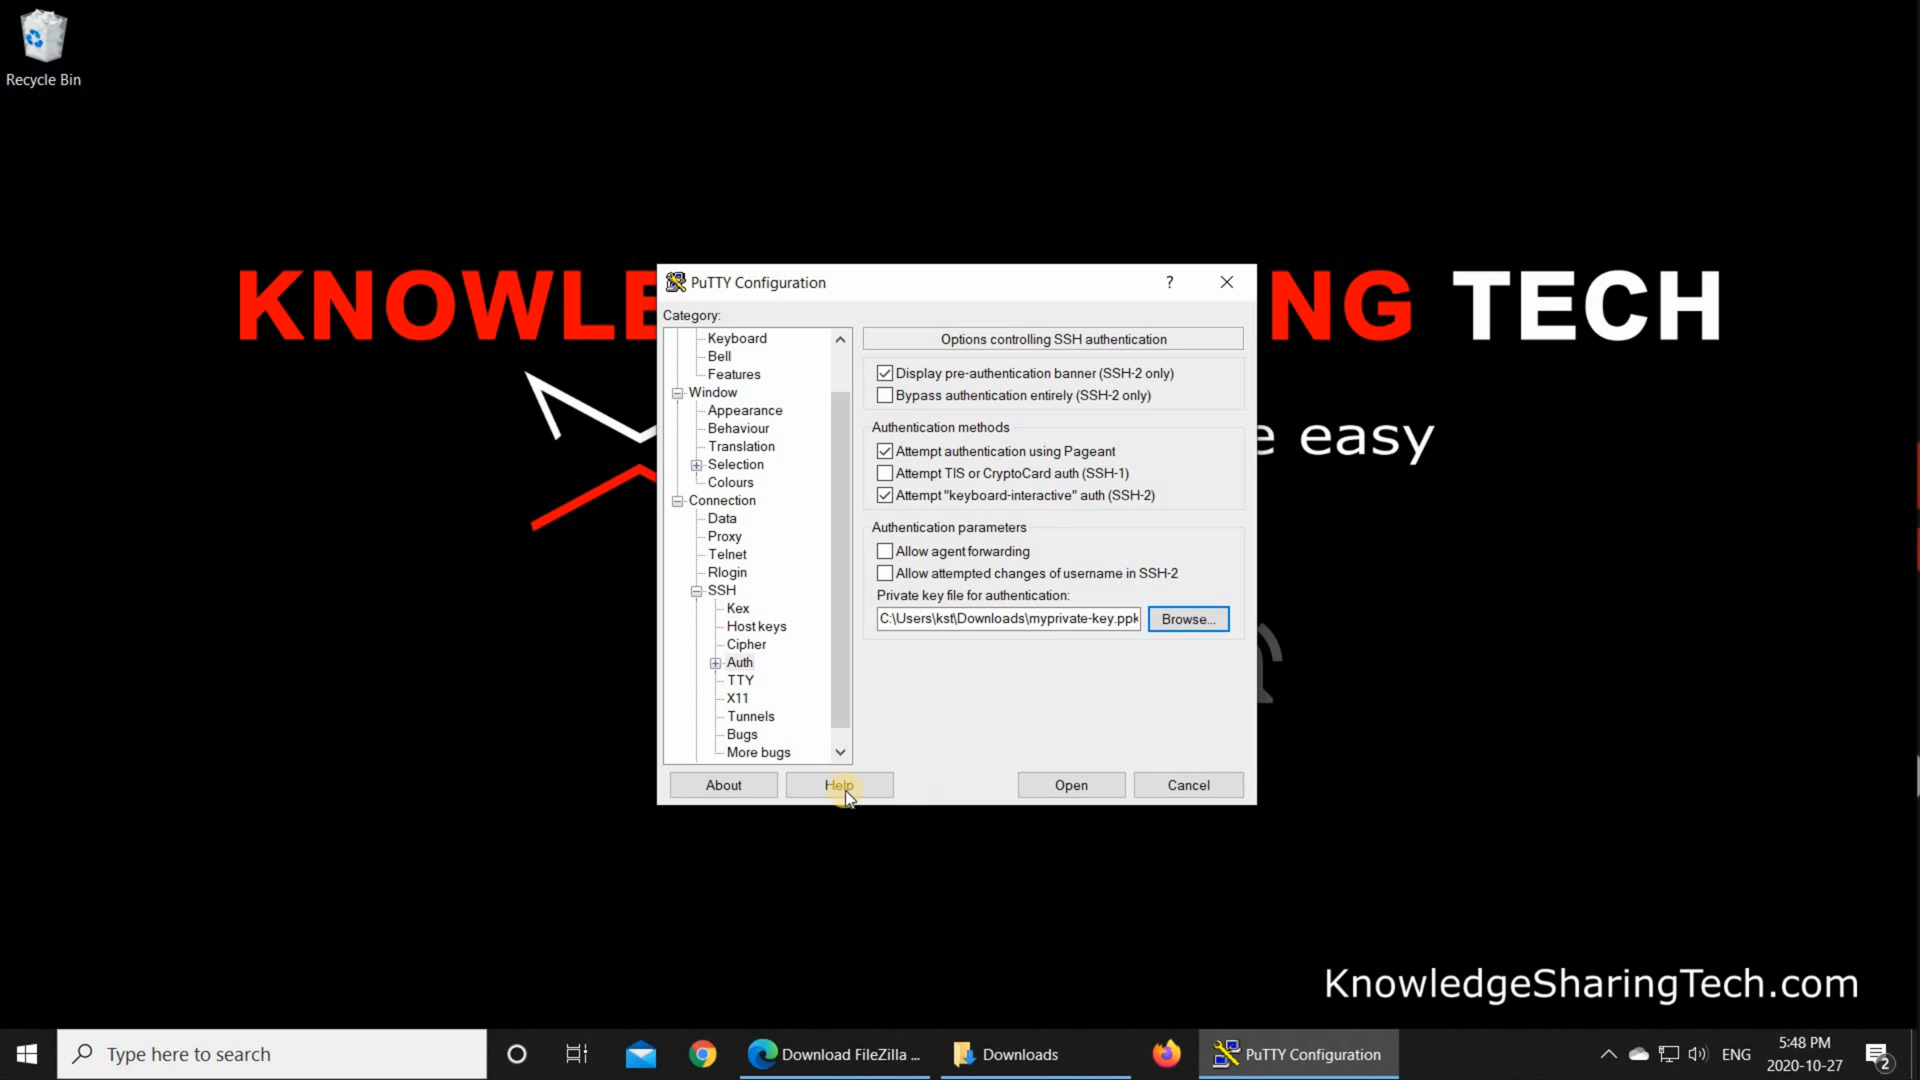 Recycle Bin
KNOWLE
NG TECH
e easy
PuTTY Configuration
?
Category:
Keyboard
Bell
Features
Window
Appearance
Behaviour
Translation
Selection
Colours
Connection
Data
Proxy
Telnet
Rlogin
SSH
Kex
Host keys
Cipher
Auth
TTY
X11
Tunnels
Bugs
More bugs
Options controlling SSH authentication
Display pre-authentication banner (SSH-2 only)
Bypass authentication entirely (SSH-2 only)
Authentication methods
Attempt authentication using Pageant
Attempt TIS or CryptoCard auth (SSH-1)
Attempt "keyboard-interactive" auth (SSH-2)
Authentication parameters
Allow agent forwarding
Allow attempted changes of username in SSH-2
Private key file for authentication:
C:\Users\kst\Downloads\myprivate-key.ppk
Browse...
About
Help
Open
Cancel
KnowledgeSharingTech.com
Type here to search
Download FileZilla ...
Downloads
PuTTY Configuration
ENG
5:48 PM
2020-10-27
2